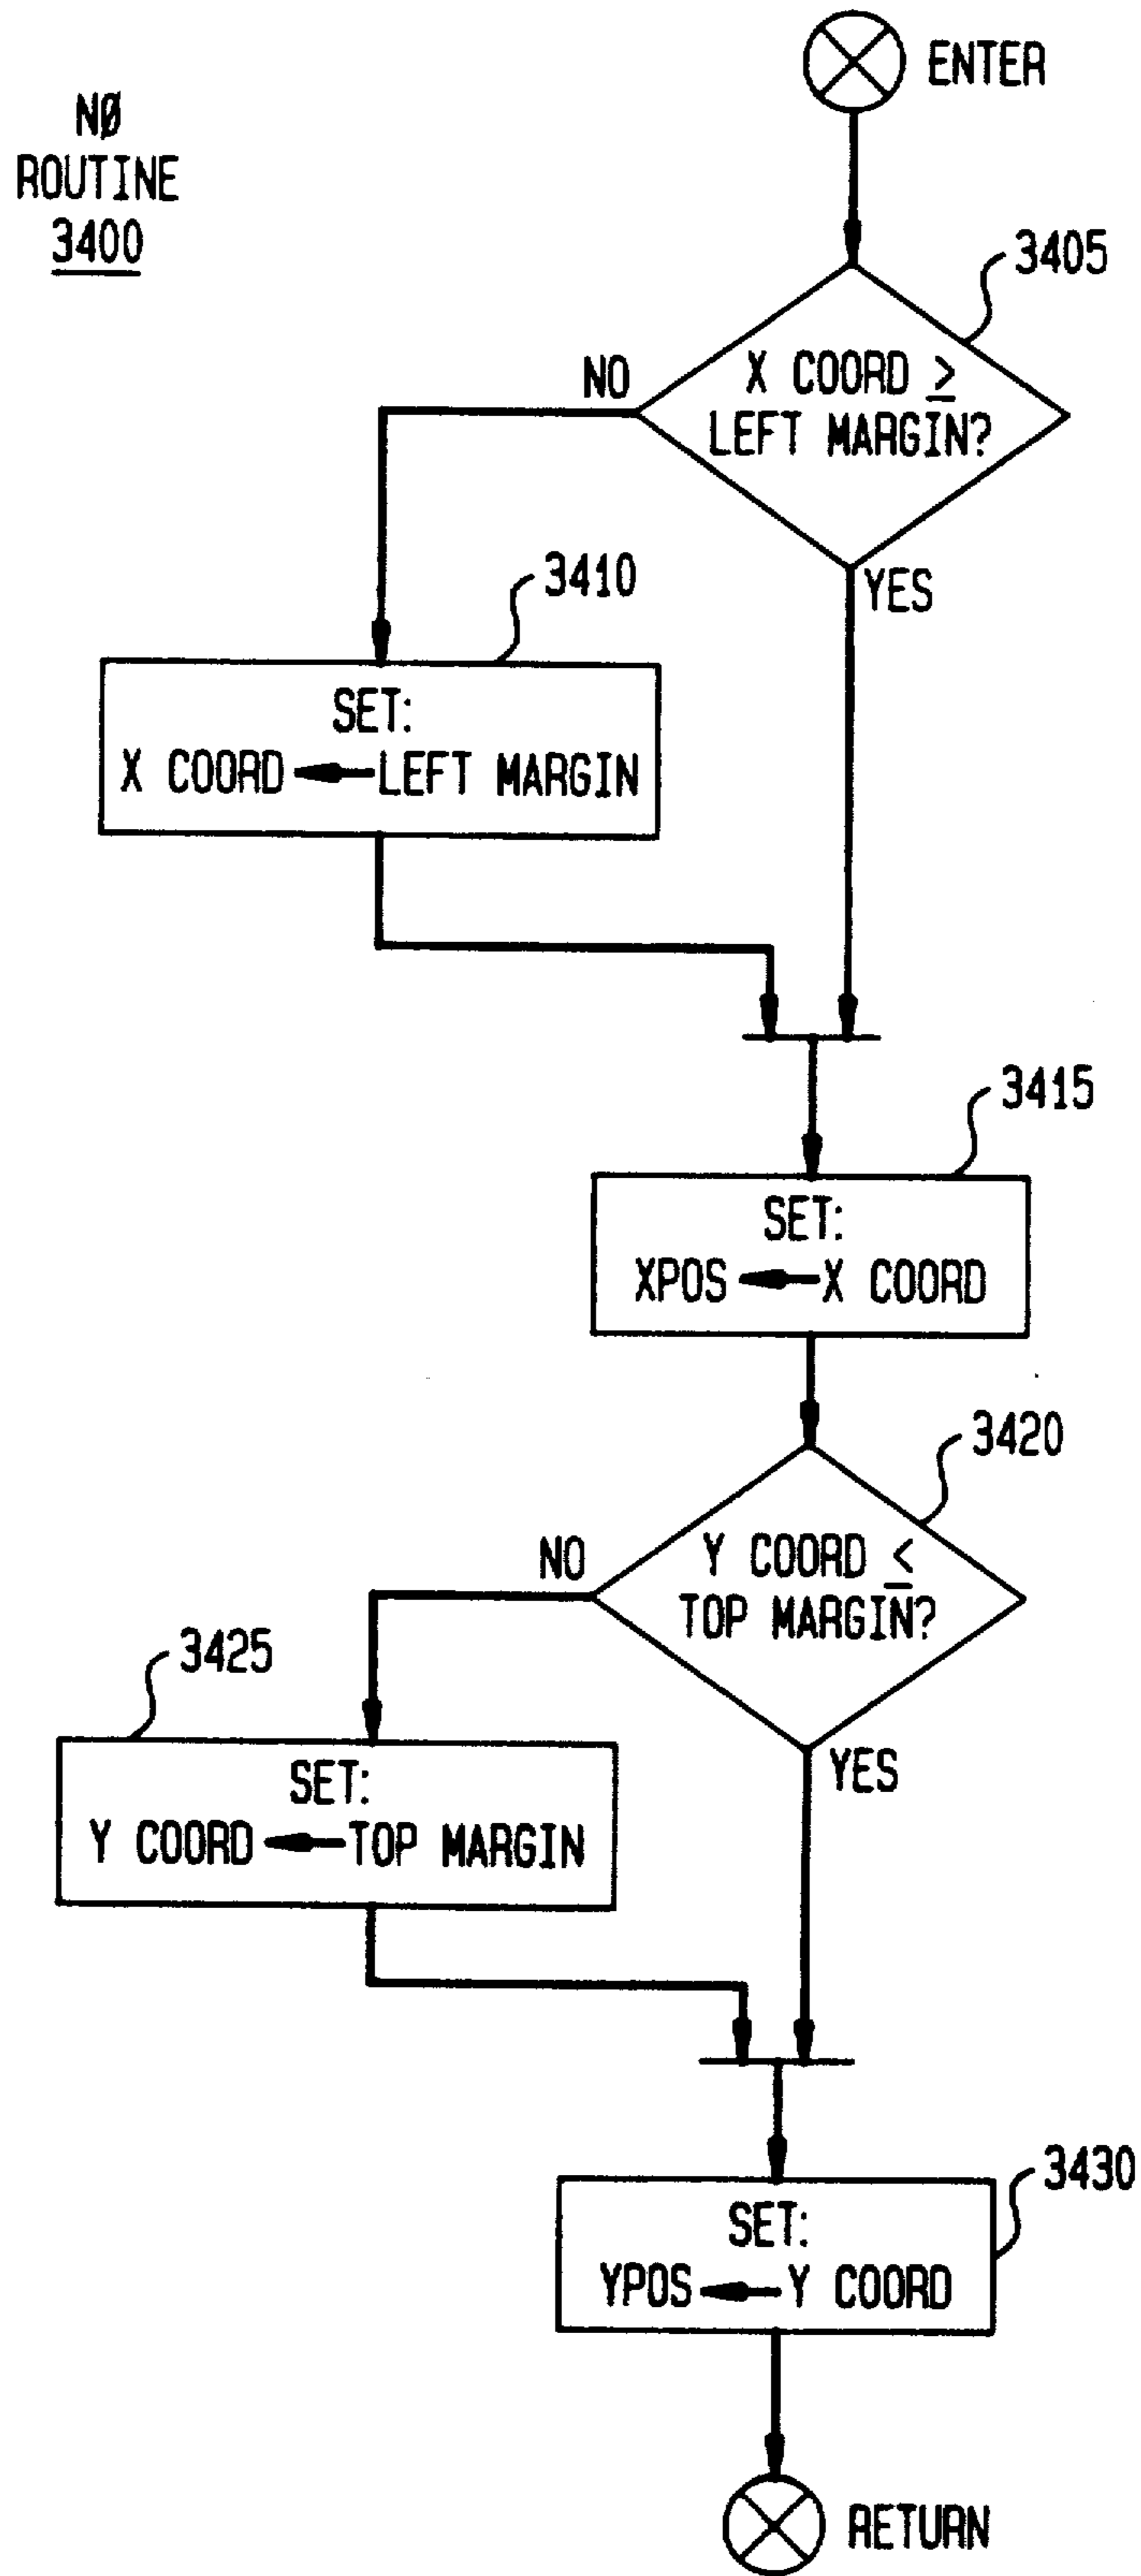 ENTER
NØ
ROUTINE
3400
3405
X COORD ≥
LEFT MARGIN?
NO
YES
3410
SET:
X COORD ← LEFT MARGIN
3415
SET:
XPOS ← X COORD
3420
Y COORD ≤
TOP MARGIN?
NO
YES
3425
SET:
Y COORD ← TOP MARGIN
3430
SET:
YPOS ← Y COORD
RETURN